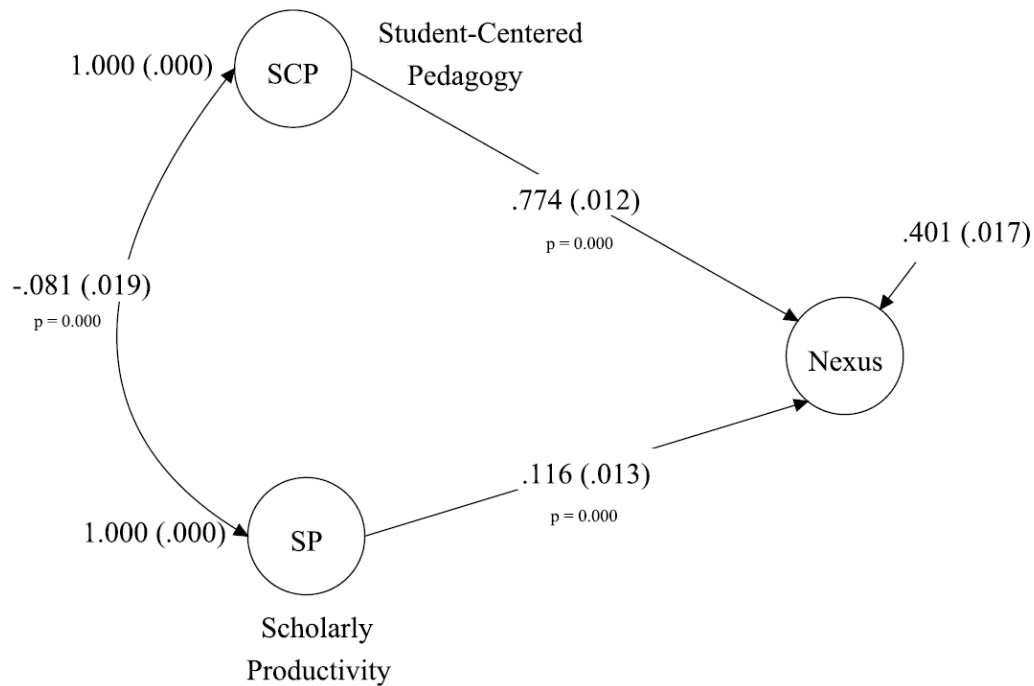 Student-Centered
Pedagogy
1.000 (.000)
SCP
.774 (.012)
p = 0.000
.401 (.017)
-.081 (.019)
p = 0.000
Nexus
.116 (.013)
p = 0.000
1.000 (.000)
SP
Scholarly
Productivity